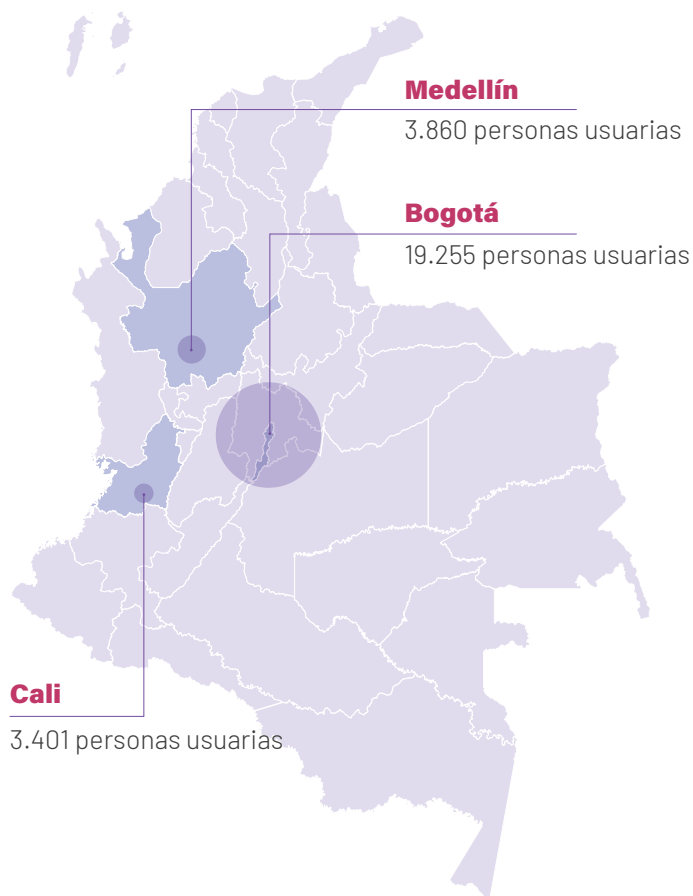 Medellín
3.860 personas usuarias
Bogotá
19.255 personas usuarias
Cali
3.401 personas usuarias